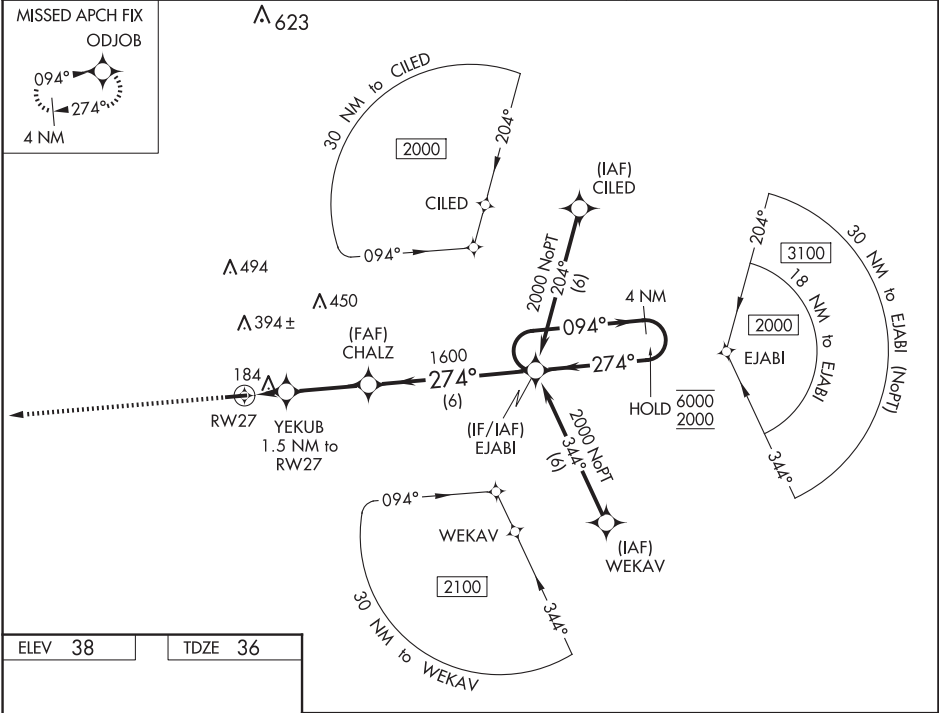 MISSED APCH FIX
ODJOB
094°
274°
4 NM
623
30 NM to CILED
2000
204°
CILED
094°
(IAF)
CILED
2000 NoPT
204°
(6)
204°
3100
30 NM to EJABI (NoPT)
18 NM to EJABI
2000
EJABI
344°
494
450
394 ±
4 NM
094°
274°
HOLD
6000
2000
(FAF)
CHALZ
1600
274°
(6)
184
RW27
YEKUB
1.5 NM to
RW27
(IF/IAF)
EJABI
2000 NoPT
344°
(6)
(IAF)
WEKAV
094°
WEKAV
2100
344°
30 NM to WEKAV
ELEV 38
TDZE 36